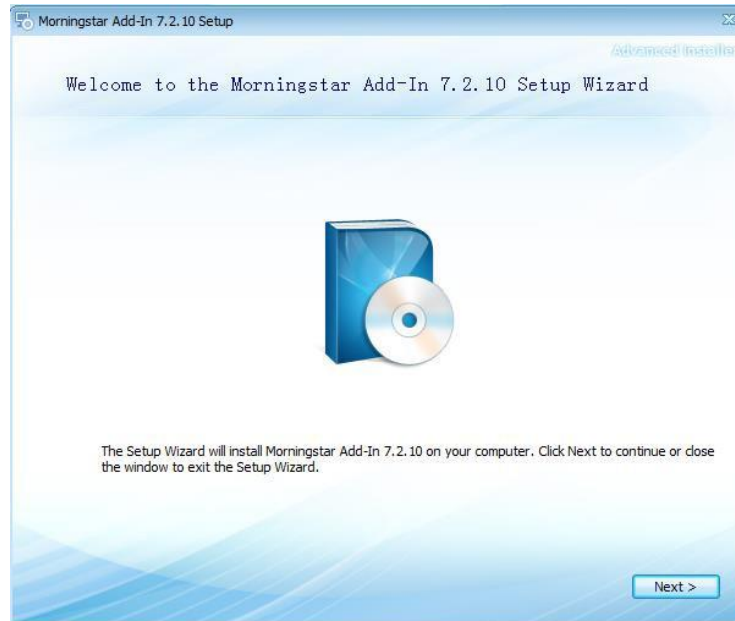 Morningstar Add-In 7.2.10 Setup
Advanced Installer
Welcome to the Morningstar Add-In 7.2.10 Setup Wizard
The Setup Wizard will install Morningstar Add-In 7.2.10 on your computer. Click Next to continue or close
the window to exit the Setup Wizard.
Next >